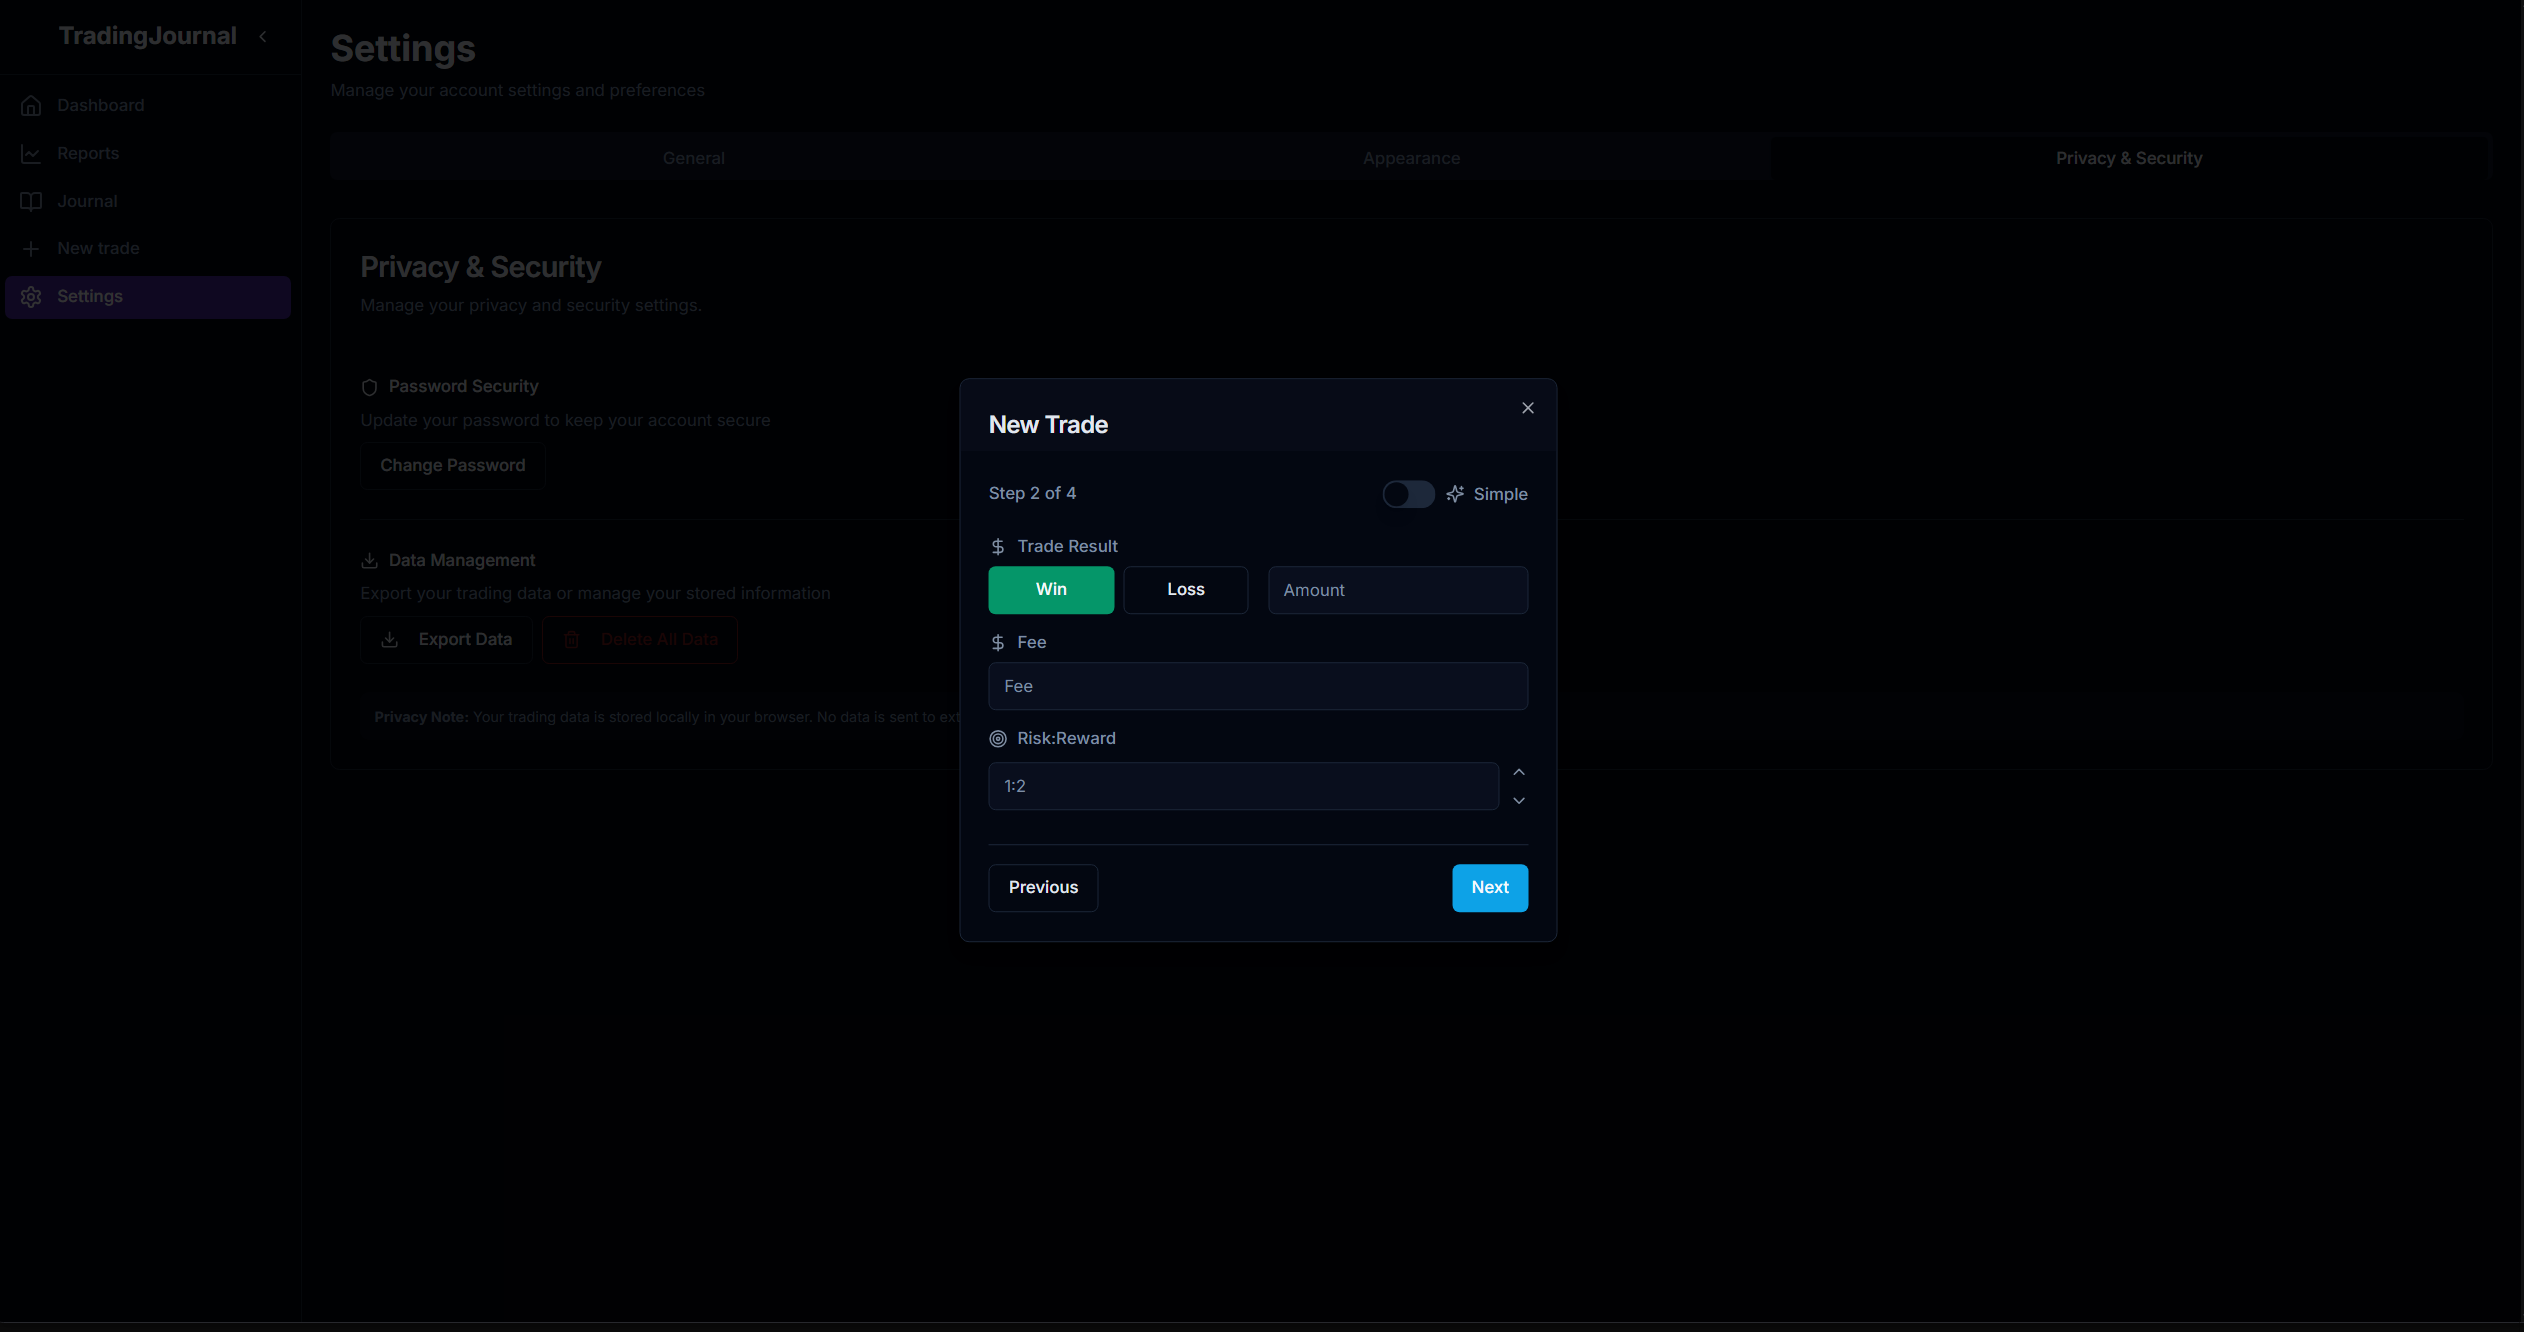 TradingJournal
Dashboard
Reports
Journal
New trade
Settings
Settings
Manage your account settings and preferences
General
Appearance
Privacy & Security
Privacy & Security
Manage your privacy and security settings.
Password Security
Update your password to keep your account secure
Change Password
Data Management
Export your trading data or manage your stored information
Export Data
Delete All Data
Privacy Note: Your trading data is stored locally in your browser. No data is sent to ext
New Trade
Step 2 of 4
Simple
Trade Result
Win
Loss
Amount
Fee
Fee
Risk:Reward
1:2
Previous
Next